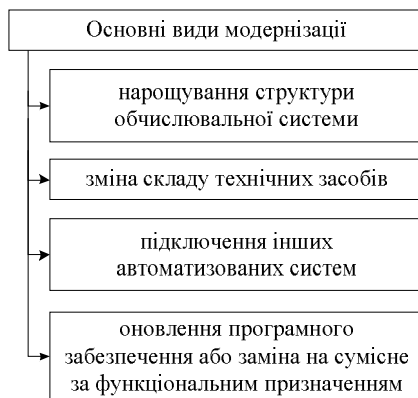 Основні види модернізації
нарощування структури
обчислювальної системи
зміна складу технічних засобів
підключення інших
автоматизованих систем
оновлення програмного
забезпечення або заміна на сумісне
за функціональним призначенням